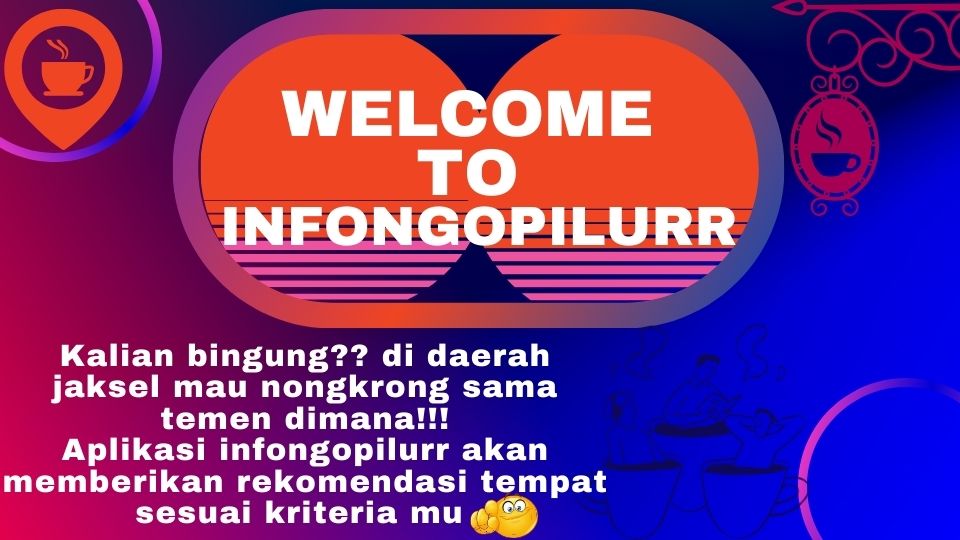 WELCOME
TO
INFONGOPILURR
Kalian bingung?? di daerah
jaksel mau nongkrong sama
temen dimana!!!
Aplikasi infongopilurr akan
memberikan rekomendasi tempat
sesuai kriteria mu